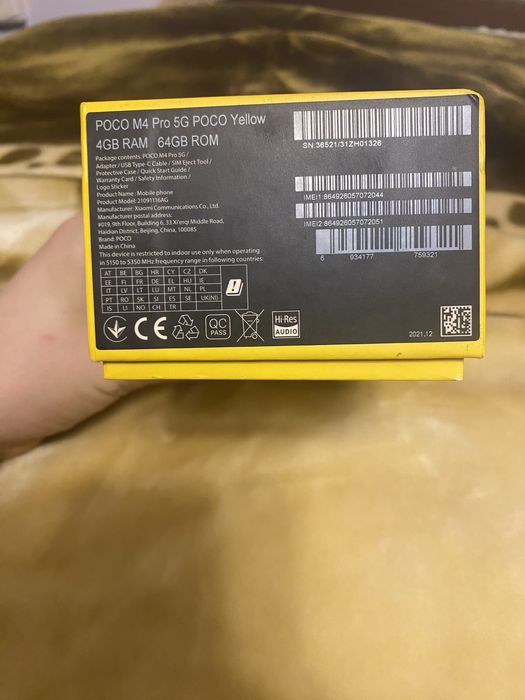 POCO M4 Pro 5G POCO Yellow
4GB RAM 64GB ROM
Package contents: POCO M4 Pro 5G /
Adapter / USB Type-C Cable / SIM Eject Tool /
Protective Case / Quick Start Guide /
Warranty Card / Safety Information /
Logo Sticker
Product Name : Mobile phone
Product Model: 21091116AG
Manufacturer: Xiaomi Communications Co., Ltd.
Manufacturer postal address:
#019, 9th Floor, Building 6, 33 Xi'erqi Middle Road,
Haidian District, Beijing, China, 100085
Brand: POCO
Made in China
This device is restricted to indoor use only when operating
in 5150 to 5350 MHz frequency range in following countries:
AT BE BG HR CY CZ DK
EE FI FR DE EL HU IE
IT LV LT LU MT NL PL
PT RO SK SI ES SE UK(NI)
IS LI NO CH TR
CE
QC
PASS
Hi-Res
AUDIO
SN:36521/31ZH01326
IMEI1:864926057072044
IMEI2:864926057072051
6 934177 759321
2021.12